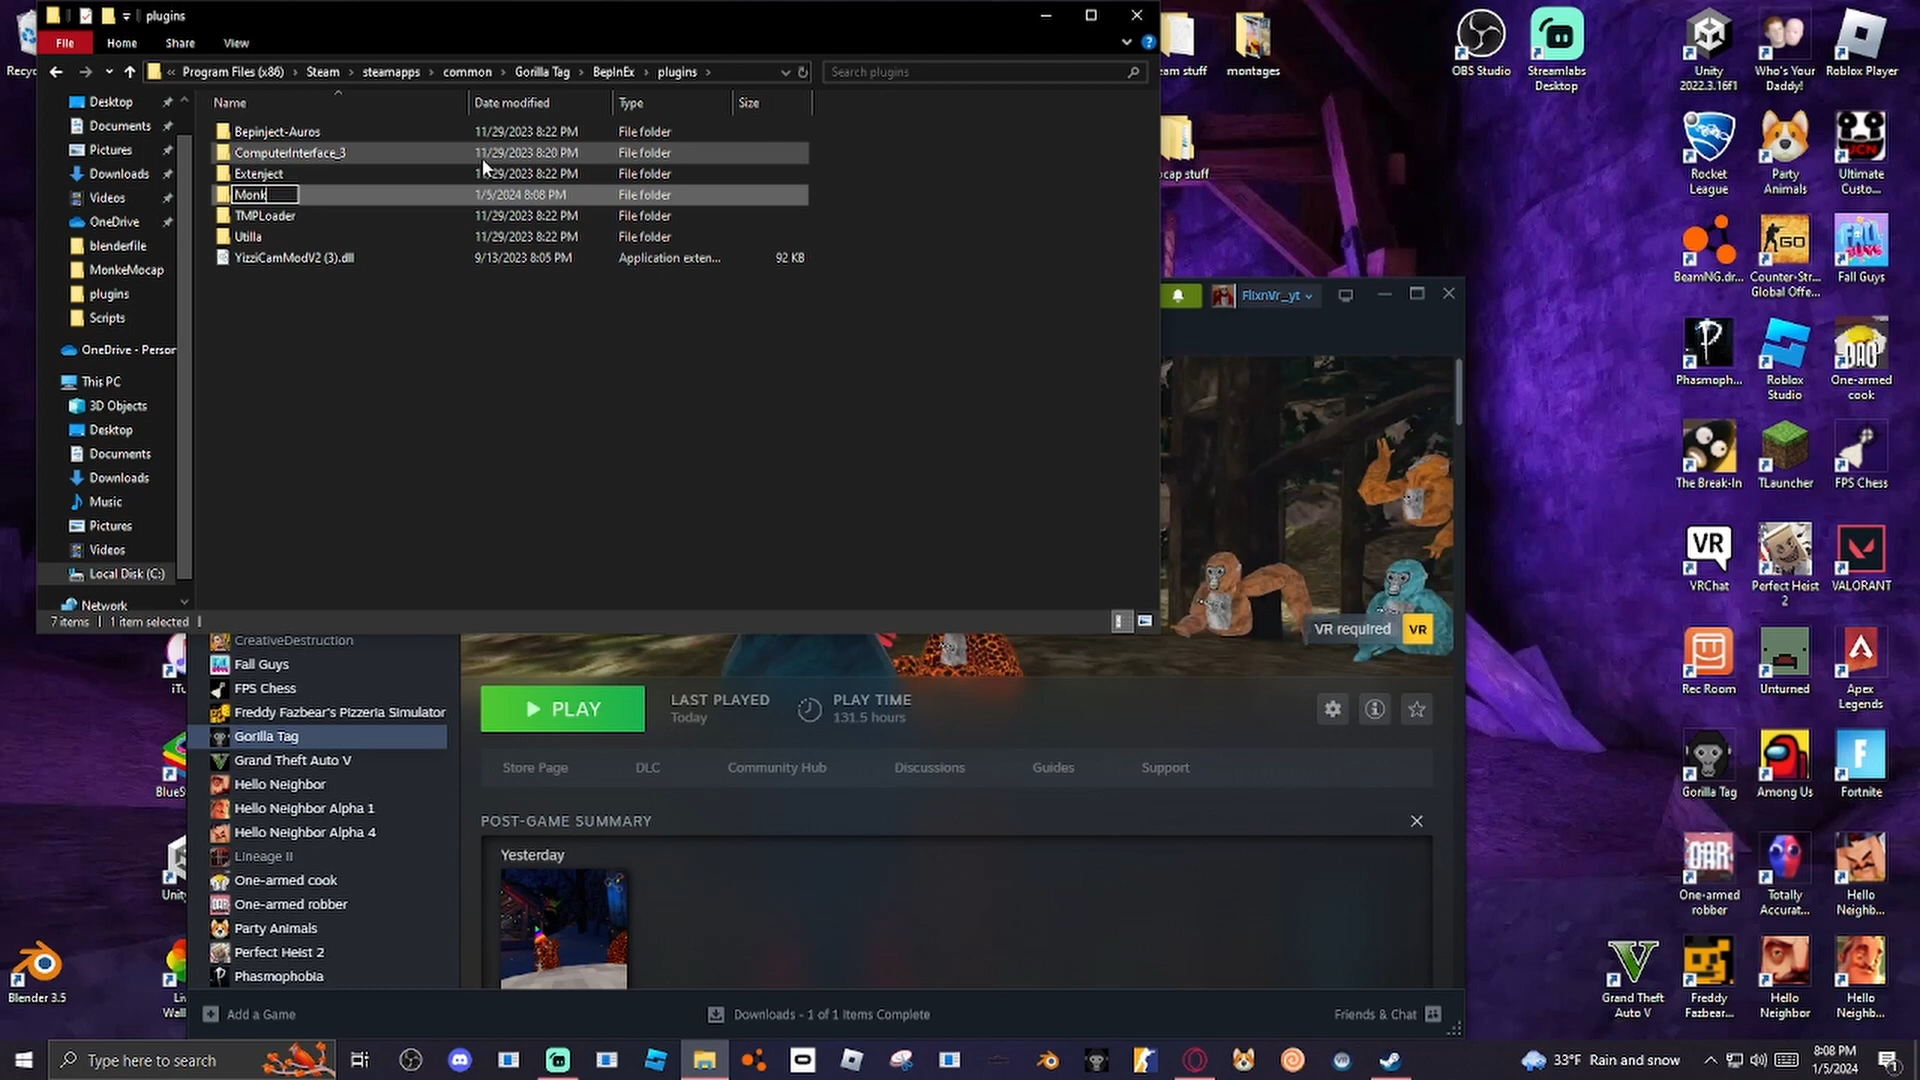 plugins
File Home Share View
« Program Files (x86) › Steam › steamapps › common › Gorilla Tag › BepInEx › plugins ›
Search plugins
Name Date modified Type Size
Bepinject-Auros 11/29/2023 8:22 PM File folder
ComputerInterface_3 11/29/2023 8:20 PM File folder
Extenject 11/29/2023 8:22 PM File folder
Monk 1/5/2024 8:08 PM File folder
TMPLoader 11/29/2023 8:22 PM File folder
Utilla 11/29/2023 8:22 PM File folder
YizziCamModV2 (3).dll 9/13/2023 8:05 PM Application exten... 92 KB
Desktop
Documents
Pictures
Downloads
Videos
OneDrive
blenderfile
MonkeMocap
plugins
Scripts
OneDrive - Person
This PC
3D Objects
Desktop
Documents
Downloads
Music
Pictures
Videos
Local Disk (C:)
Network
7 items 1 item selected
montages
OBS Studio
Streamlabs
Desktop
Unity
2022.3.16f1
Who's Your
Daddy!
Roblox Player
Rocket
League
Party
Animals
Ultimate
Custo...
BeamNG.dr...
Counter-Str...
Global Offe...
Fall Guys
Phasmoph...
Roblox
Studio
One-armed
cook
The Break-In
TLauncher
FPS Chess
VRChat
Perfect Heist
2
VALORANT
Rec Room
Unturned
Apex
Legends
Gorilla Tag
Among Us
Fortnite
One-armed
robber
Totally
Accurat...
Hello
Neighb...
Grand Theft
Auto V
Freddy
Fazbear...
Hello
Neighbor
Hello
Neighb...
Blender 3.5
FlixnVr_yt
VR required VR
CreativeDestruction
Fall Guys
FPS Chess
Freddy Fazbear's Pizzeria Simulator
Gorilla Tag
Grand Theft Auto V
Hello Neighbor
Hello Neighbor Alpha 1
Hello Neighbor Alpha 4
Lineage II
One-armed cook
One-armed robber
Party Animals
Perfect Heist 2
Phasmophobia
PLAY
LAST PLAYED
Today
PLAY TIME
131.5 hours
Store Page DLC Community Hub Discussions Guides Support
POST-GAME SUMMARY
Yesterday
Add a Game
Downloads - 1 of 1 Items Complete
Friends & Chat
Type here to search
33°F Rain and snow
8:08 PM
1/5/2024